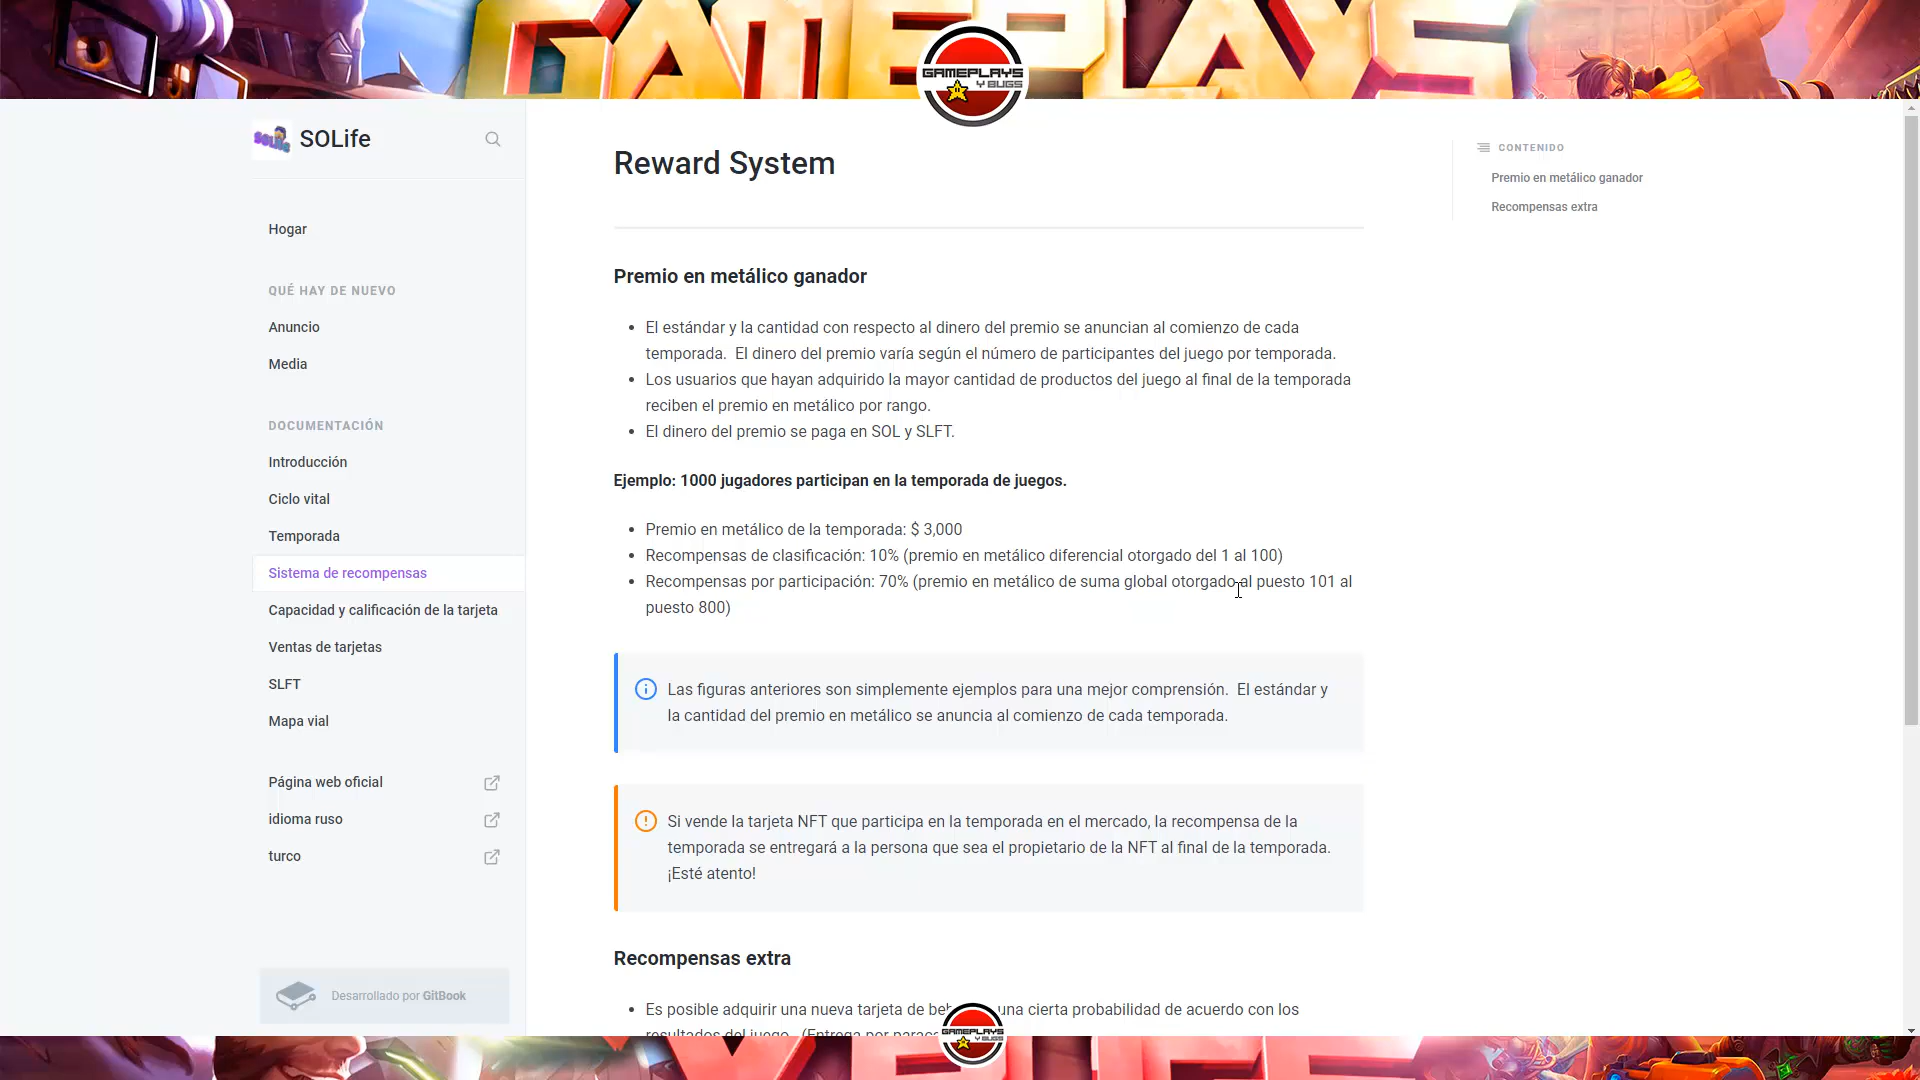 GAMEPLAYS
GAMEPLAYS
Y BUGS
SOLife
Hogar
QUÉ HAY DE NUEVO
Anuncio
Media
DOCUMENTACIÓN
Introducción
Ciclo vital
Temporada
Sistema de recompensas
Capacidad y calificación de la tarjeta
Ventas de tarjetas
SLFT
Mapa vial
Página web oficial
idioma ruso
turco
Desarrollado por GitBook
Reward System
Premio en metálico ganador
El estándar y la cantidad con respecto al dinero del premio se anuncian al comienzo de cada
temporada. El dinero del premio varía según el número de participantes del juego por temporada.
Los usuarios que hayan adquirido la mayor cantidad de productos del juego al final de la temporada
reciben el premio en metálico por rango.
El dinero del premio se paga en SOL y SLFT.
Ejemplo: 1000 jugadores participan en la temporada de juegos.
Premio en metálico de la temporada: $ 3,000
Recompensas de clasificación: 10% (premio en metálico diferencial otorgado del 1 al 100)
Recompensas por participación: 70% (premio en metálico de suma global otorgado al puesto 101 al
puesto 800)
Las figuras anteriores son simplemente ejemplos para una mejor comprensión. El estándar y
la cantidad del premio en metálico se anuncia al comienzo de cada temporada.
Si vende la tarjeta NFT que participa en la temporada en el mercado, la recompensa de la
temporada se entregará a la persona que sea el propietario de la NFT al final de la temporada.
¡Esté atento!
Recompensas extra
Es posible adquirir una nueva tarjeta de una cierta probabilidad de acuerdo con los
resultados del juego. (Entrega por
CONTENIDO
Premio en metálico ganador
Recompensas extra
GAMEPLAYS
Y BUGS